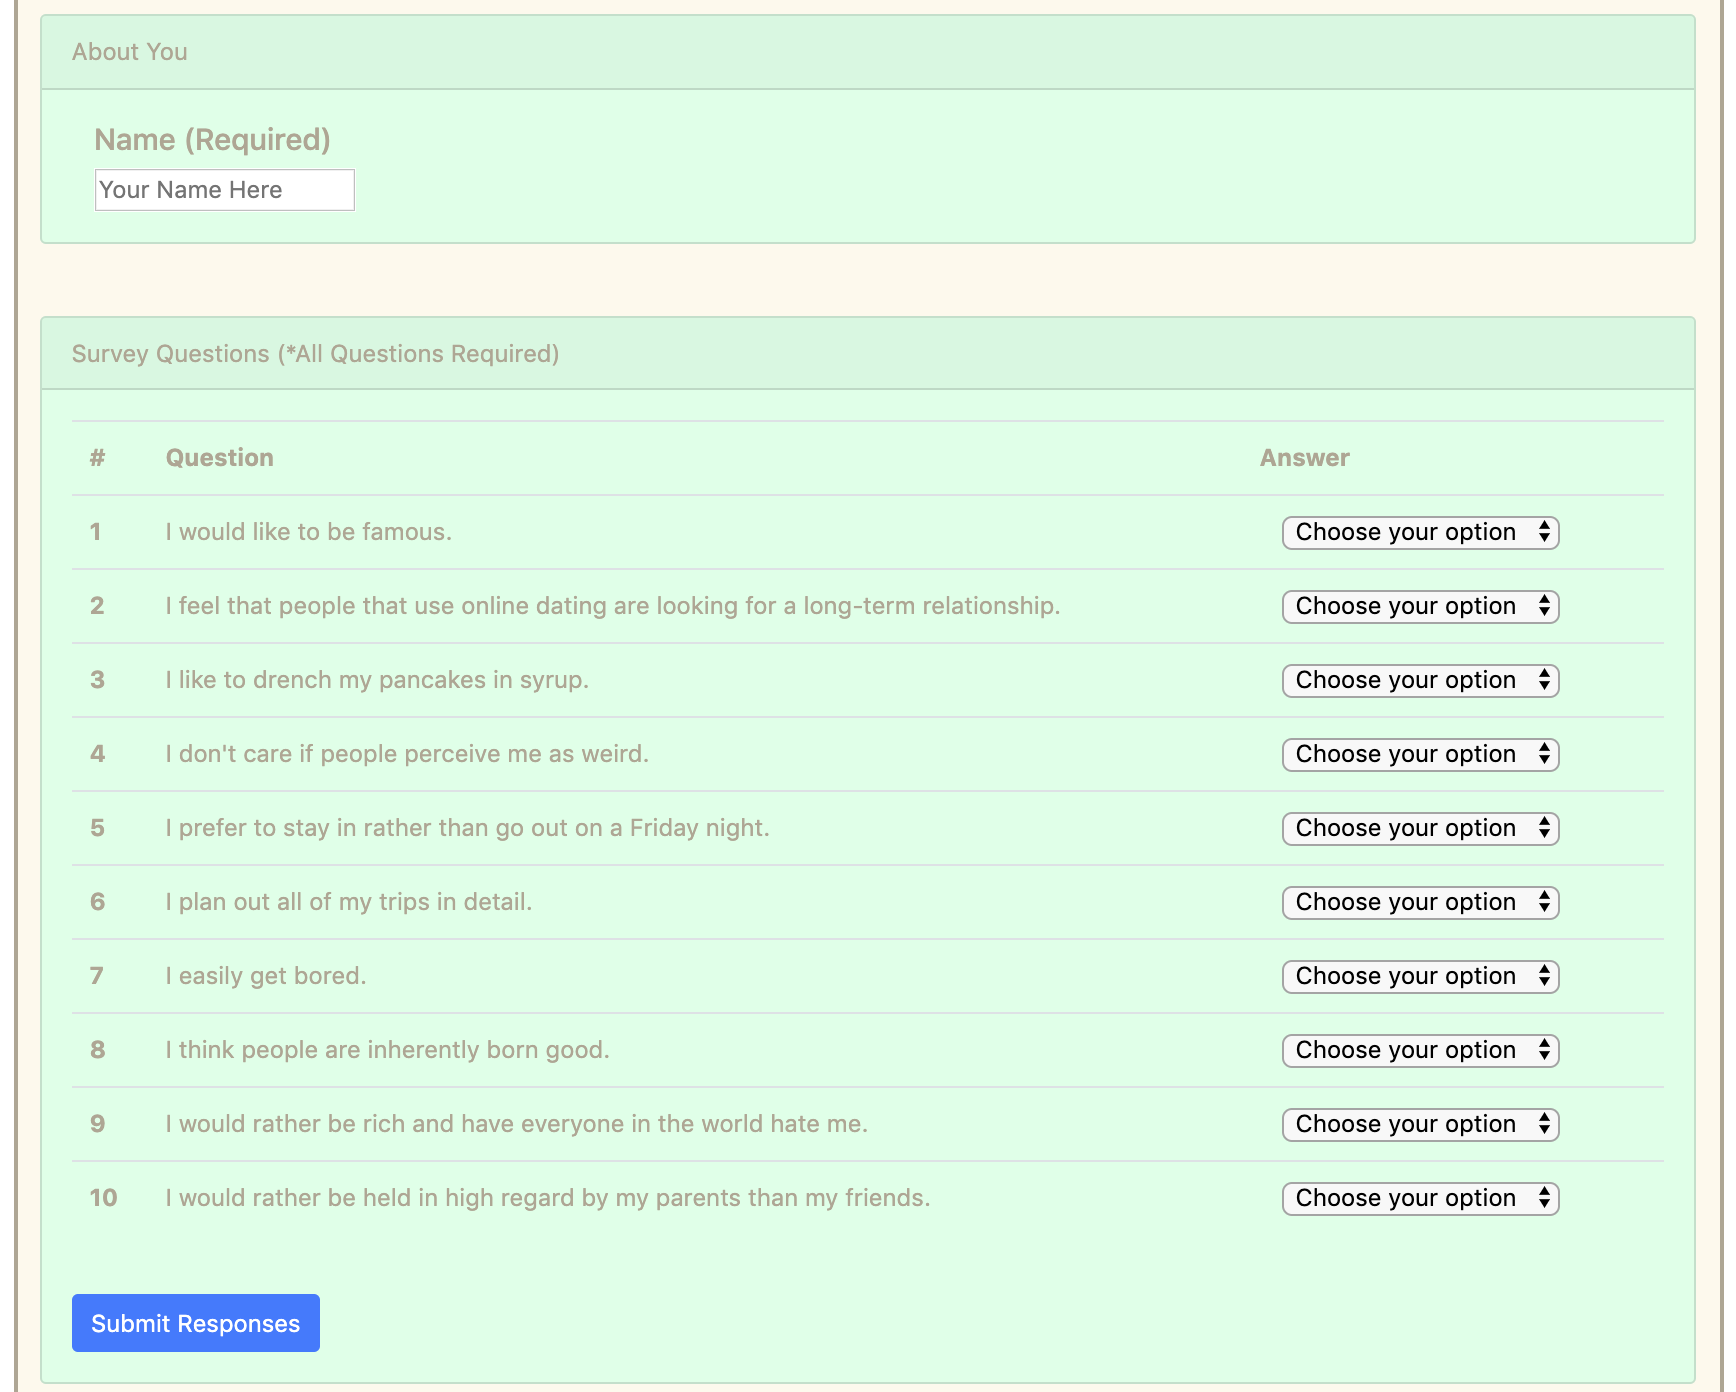 About You
Name (Required)
Your Name Here
Survey Questions (*All Questions Required)
# Question Answer
1 I would like to be famous. Choose your option
2 I feel that people that use online dating are looking for a long-term relationship. Choose your option
3 I like to drench my pancakes in syrup. Choose your option
4 I don't care if people perceive me as weird. Choose your option
5 I prefer to stay in rather than go out on a Friday night. Choose your option
6 I plan out all of my trips in detail. Choose your option
7 I easily get bored. Choose your option
8 I think people are inherently born good. Choose your option
9 I would rather be rich and have everyone in the world hate me. Choose your option
10 I would rather be held in high regard by my parents than my friends. Choose your option
Submit Responses